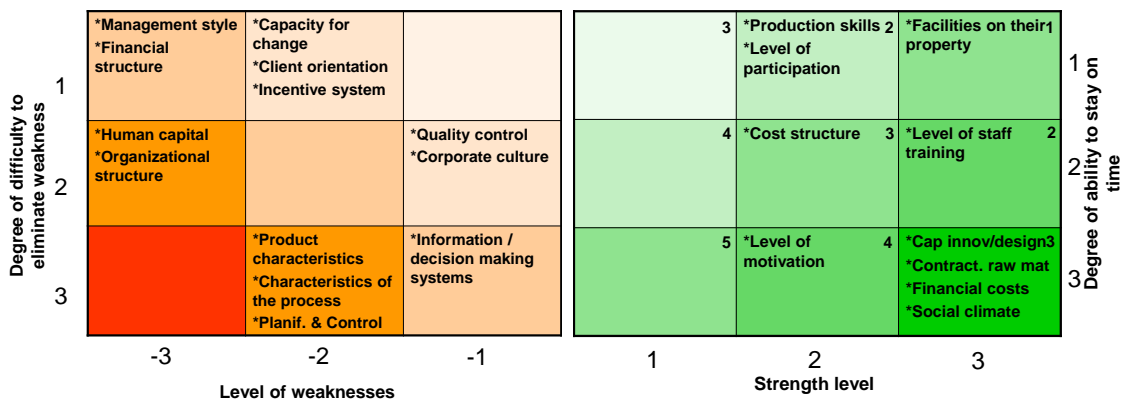 *Management style
*Financial
structure
*Capacity for
change
*Client orientation
*Incentive system
*Human capital
*Organizational
structure
*Quality control
*Corporate culture
*Product
characteristics
*Characteristics of
the process
*Planif. & Control
*Information /
decision making
systems
1
2
3
Degree of difficulty to
eliminate weakness
-3
-2
-1
Level of weaknesses
3
*Production skills 2
*Level of
participation
*Facilities on their 1
property
4
*Cost structure 3
*Level of staff 2
training
5
*Level of 4
motivation
*Cap innov/design 3
*Contract. raw mat
*Financial costs
*Social climate
1
2
3
Degree of ability to stay on
time
1
2
3
Strength level